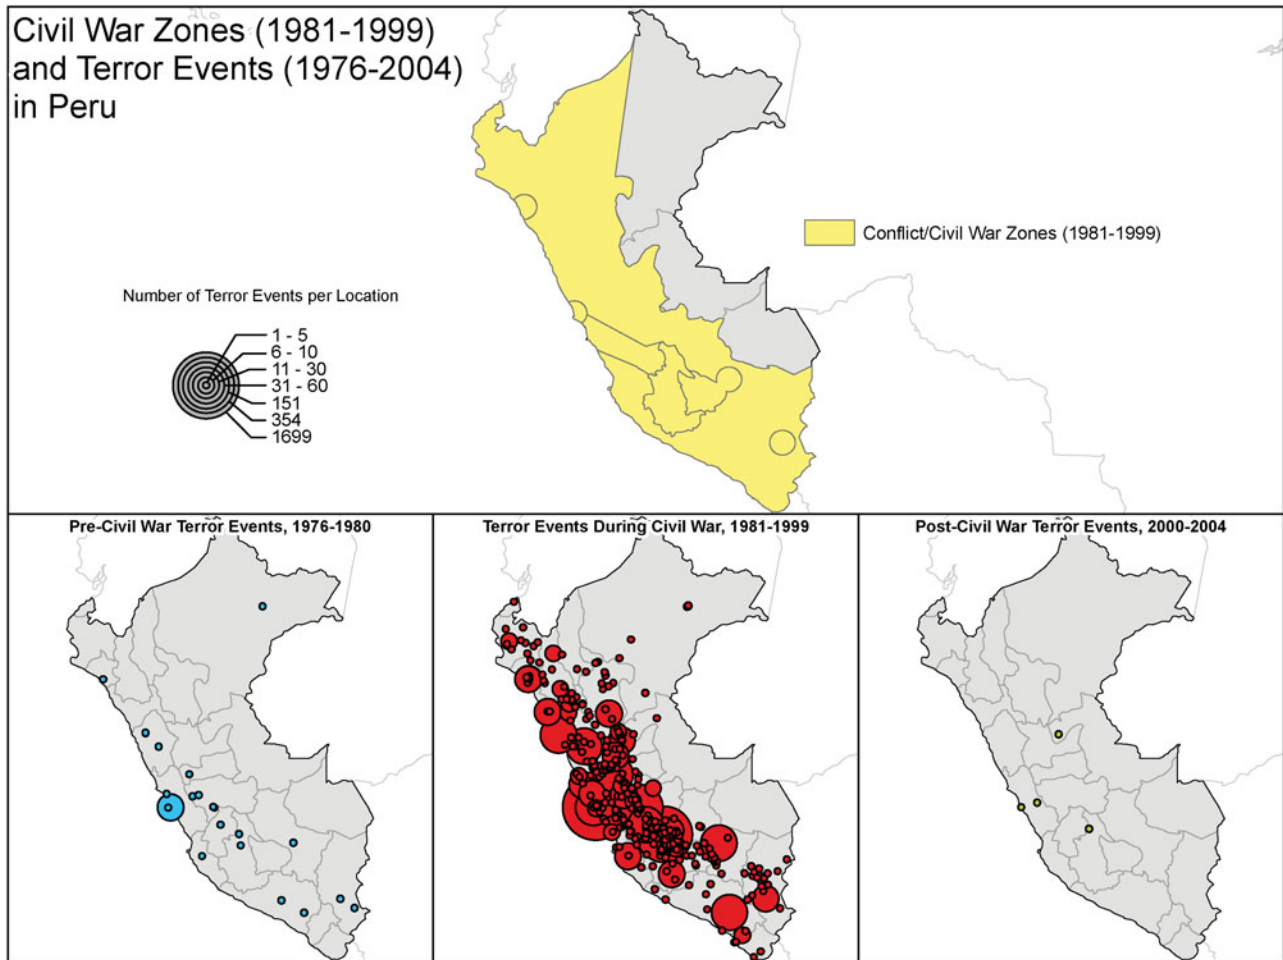 Civil War Zones (1981-1999)
and Terror Events (1976-2004)
in Peru
Conflict/Civil War Zones (1981-1999)
Number of Terror Events per Location
1 - 5
6 - 10
11 - 30
31 - 60
151
354
1699
Pre-Civil War Terror Events, 1976-1980
Terror Events During Civil War, 1981-1999
Post-Civil War Terror Events, 2000-2004